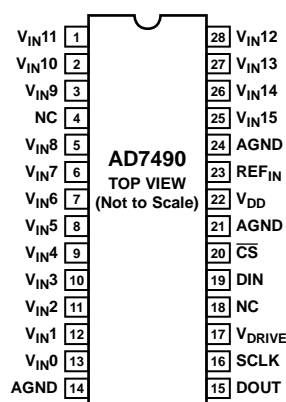 VIN11 1 28 VIN12
VIN10 2 27 VIN13
VIN9 3 26 VIN14
NC 4 25 VIN15
VIN8 5 24 AGND
VIN7 6 23 REFIN
VIN6 7 22 VDD
VIN5 8 21 AGND
VIN4 9 20 C̅S̅
VIN3 10 19 DIN
VIN2 11 18 NC
VIN1 12 17 VDRIVE
VIN0 13 16 SCLK
AGND 14 15 DOUT
AD7490
TOP VIEW
(Not to Scale)